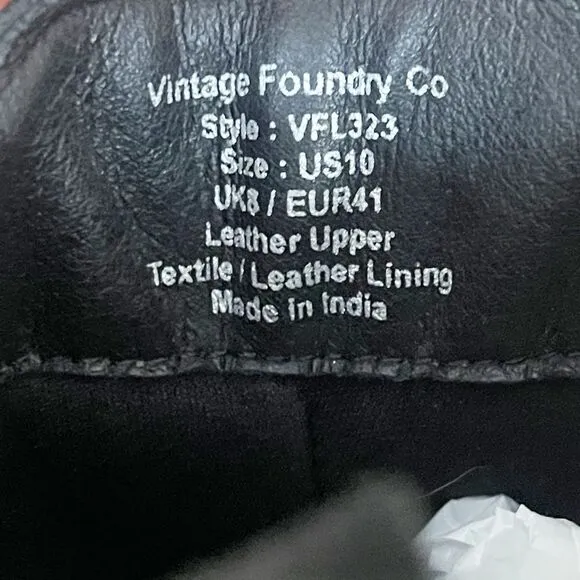 Vintage Foundry Co
Style : VFL323
Size : US10
UK8 / EUR41
Leather Upper
Textile / Leather Lining
Made in India